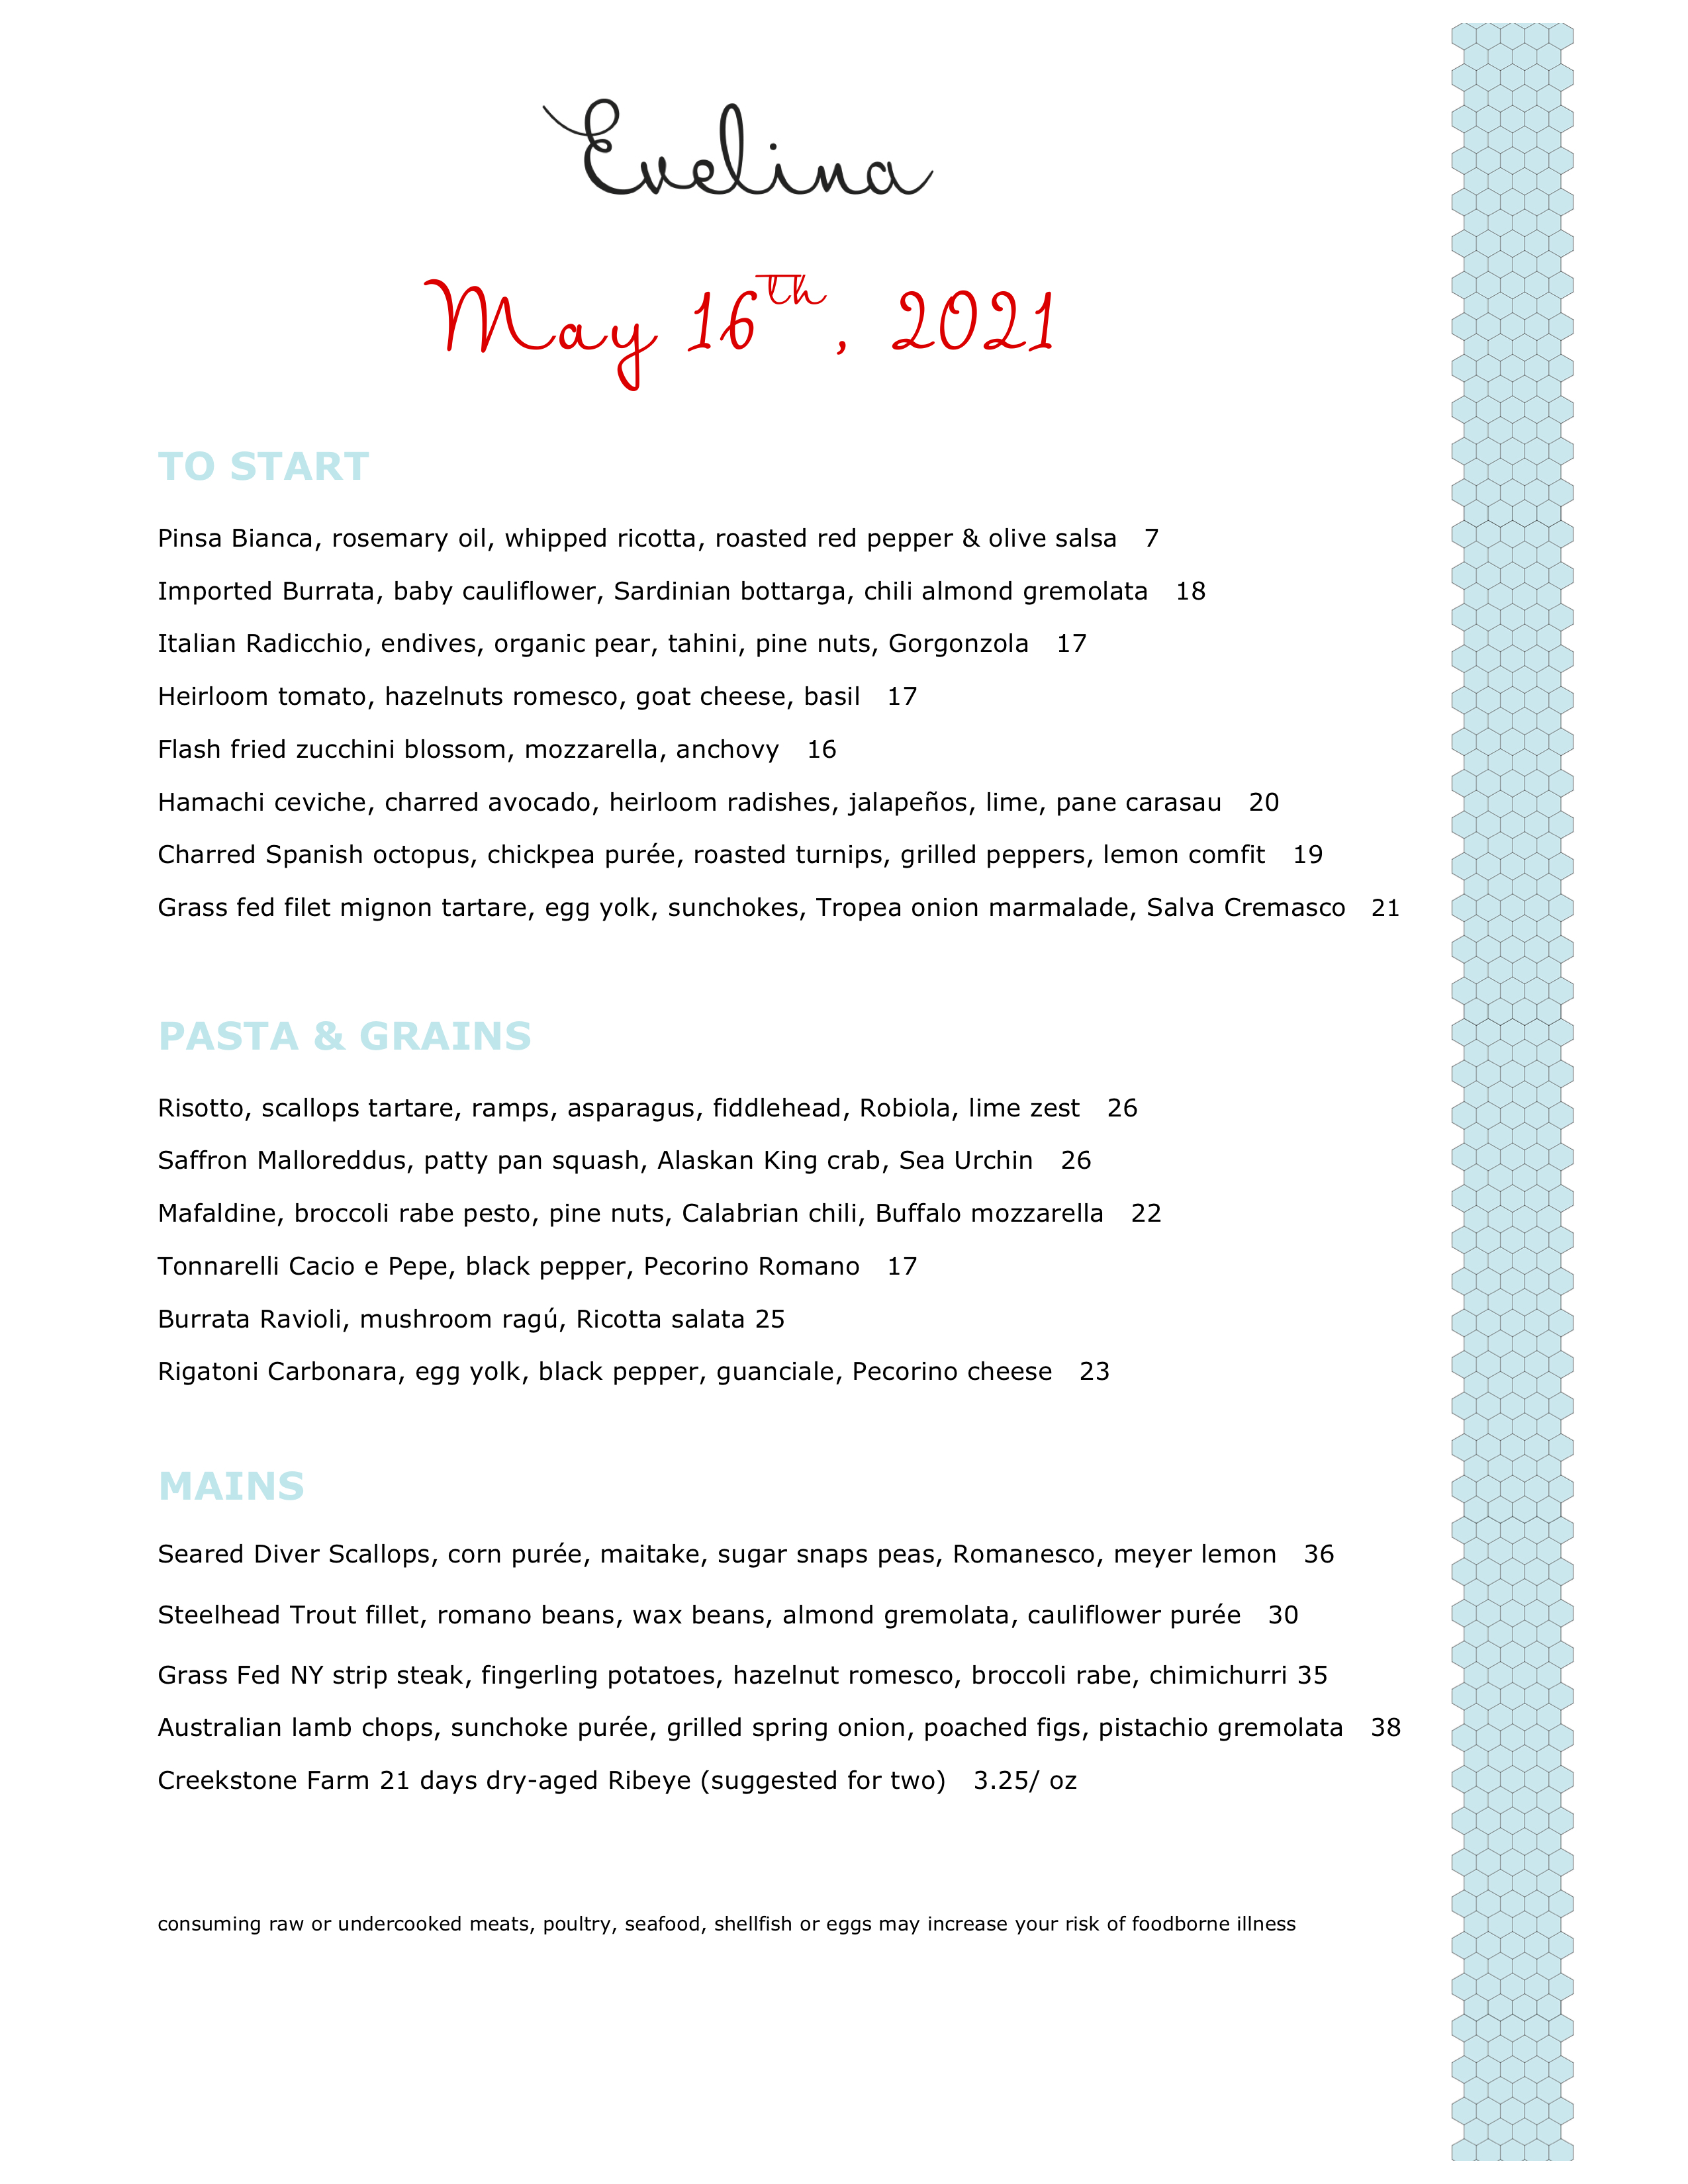 Evelina
May 16th, 2021
TO START
Pinsa Bianca, rosemary oil, whipped ricotta, roasted red pepper & olive salsa 7
Imported Burrata, baby cauliflower, Sardinian bottarga, chili almond gremolata 18
Italian Radicchio, endives, organic pear, tahini, pine nuts, Gorgonzola 17
Heirloom tomato, hazelnuts romesco, goat cheese, basil 17
Flash fried zucchini blossom, mozzarella, anchovy 16
Hamachi ceviche, charred avocado, heirloom radishes, jalapeños, lime, pane carasau 20
Charred Spanish octopus, chickpea purée, roasted turnips, grilled peppers, lemon comfit 19
Grass fed filet mignon tartare, egg yolk, sunchokes, Tropea onion marmalade, Salva Cremasco 21
PASTA & GRAINS
Risotto, scallops tartare, ramps, asparagus, fiddlehead, Robiola, lime zest 26
Saffron Malloreddus, patty pan squash, Alaskan King crab, Sea Urchin 26
Mafaldine, broccoli rabe pesto, pine nuts, Calabrian chili, Buffalo mozzarella 22
Tonnarelli Cacio e Pepe, black pepper, Pecorino Romano 17
Burrata Ravioli, mushroom ragú, Ricotta salata 25
Rigatoni Carbonara, egg yolk, black pepper, guanciale, Pecorino cheese 23
MAINS
Seared Diver Scallops, corn purée, maitake, sugar snaps peas, Romanesco, meyer lemon 36
Steelhead Trout fillet, romano beans, wax beans, almond gremolata, cauliflower purée 30
Grass Fed NY strip steak, fingerling potatoes, hazelnut romesco, broccoli rabe, chimichurri 35
Australian lamb chops, sunchoke purée, grilled spring onion, poached figs, pistachio gremolata 38
Creekstone Farm 21 days dry-aged Ribeye (suggested for two) 3.25/ oz
consuming raw or undercooked meats, poultry, seafood, shellfish or eggs may increase your risk of foodborne illness